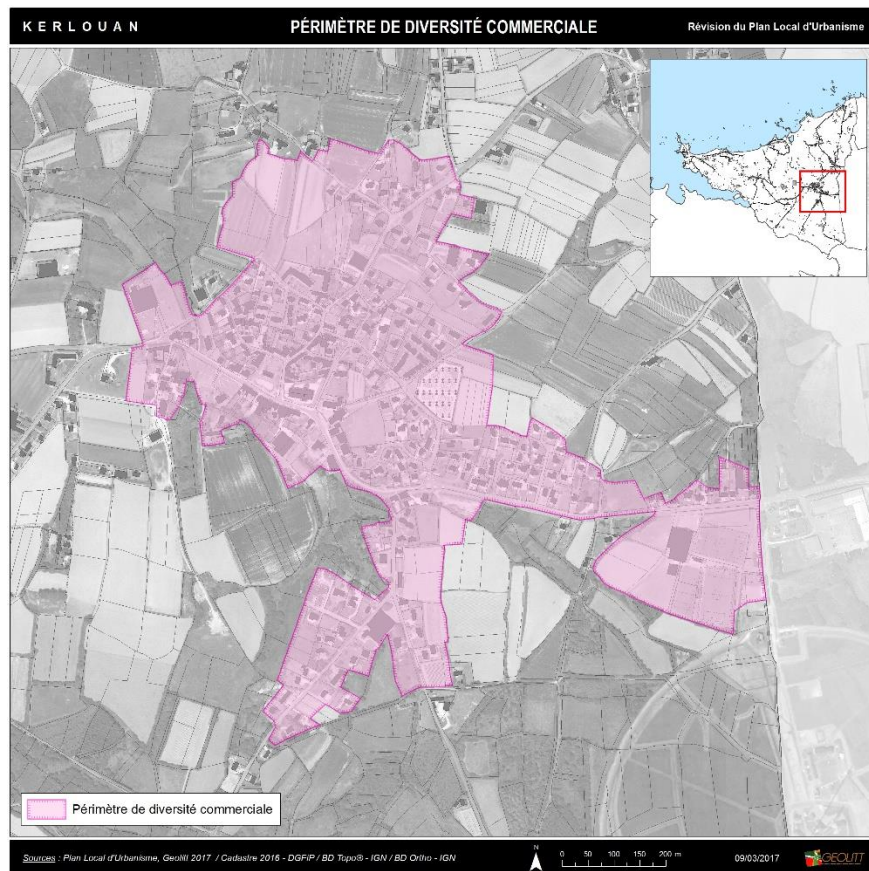 KERLOUAN PÉRIMÈTRE DE DIVERSITÉ COMMERCIALE Révision du Plan Local d'Urbanisme
Périmètre de diversité commerciale
Sources : Plan Local d'Urbanisme, Geolitt 2017 / Cadastre 2016 - DGFiP / BD Topo® - IGN / BD Ortho - IGN N 0 50 100 150 200 m 09/03/2017 GEOLITT